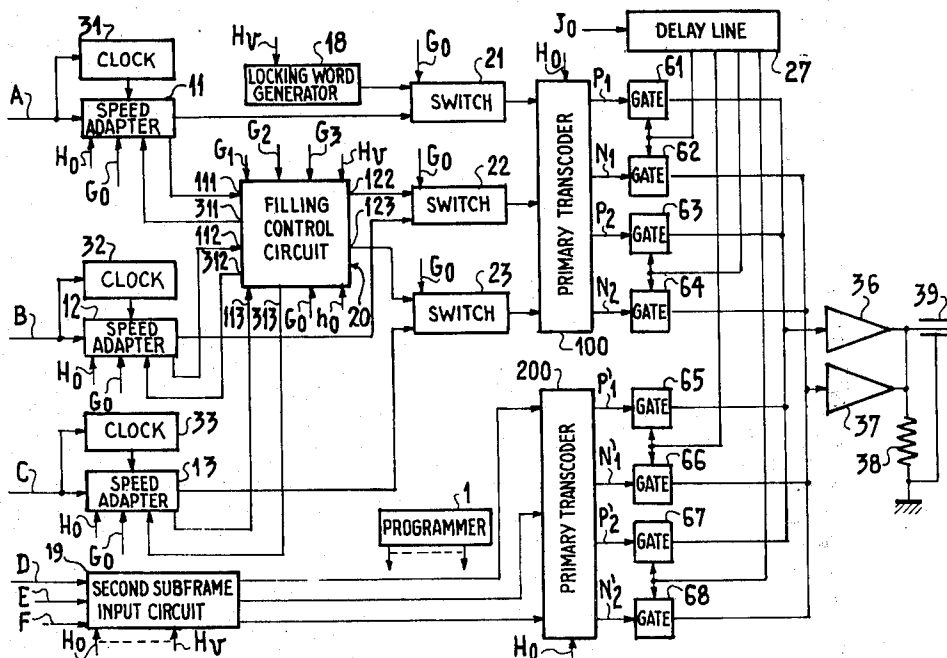 31
CLOCK
Hv
18
LOCKING WORD
GENERATOR
G0
21
SWITCH
J0
DELAY LINE
27
A
11
SPEED
ADAPTER
H0
G0
H0
P1
61
GATE
N1
62
GATE
P2
63
GATE
N2
64
GATE
PRIMARY TRANSCODER
100
G1
G2
G3
Hv
111
311
112
312
113
313
G0
h0
20
122
123
FILLING
CONTROL
CIRCUIT
G0
22
SWITCH
G0
23
SWITCH
32
CLOCK
B
12
SPEED
ADAPTER
H0
G0
36
37
38
39
33
CLOCK
C
13
SPEED
ADAPTER
H0
G0
1
PROGRAMMER
200
PRIMARY TRANSCODER
P'1
65
GATE
N'1
66
GATE
P'2
67
GATE
N'2
68
GATE
H0
D
E
F
19
SECOND SUBFRAME
INPUT CIRCUIT
H0
Hv